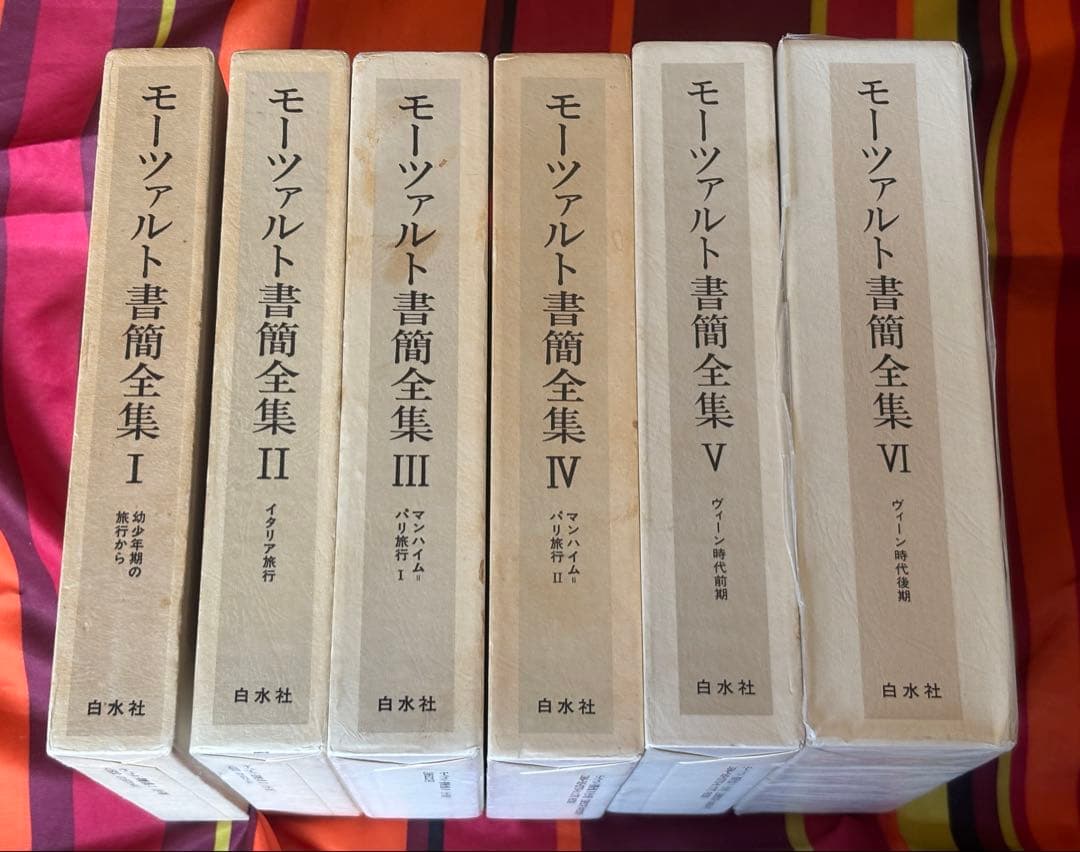 モーツァルト書簡全集 I
幼少年期の
旅行から
白水社
モーツァルト書簡全集 II
イタリア旅行
白水社
モーツァルト書簡全集 III
マンハイム=
パリ旅行 I
白水社
モーツァルト書簡全集 IV
マンハイム=
パリ旅行 II
白水社
モーツァルト書簡全集 V
ヴィーン時代前期
白水社
モーツァルト書簡全集 VI
ヴィーン時代後期
白水社